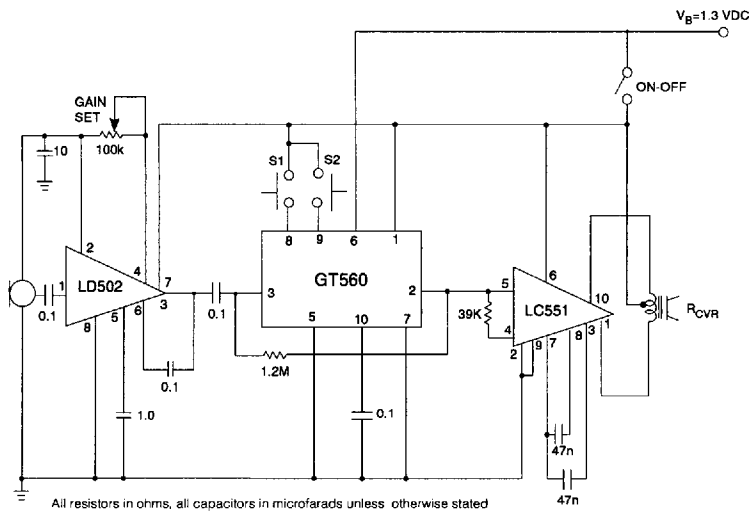 V_B=1.3 VDC
ON-OFF
GAIN
SET
100k
10
S1
S2
2
4
7
8
9
6
1
6
1
LD502
3
GT560
2
5
LC551
10
R_CVR
0.1
0.1
8
5
6
3
39K
4
3
1
5
10
7
2
9
7
8
0.1
1.2M
1.0
0.1
47n
47n
All resistors in ohms, all capacitors in microfarads unless otherwise stated